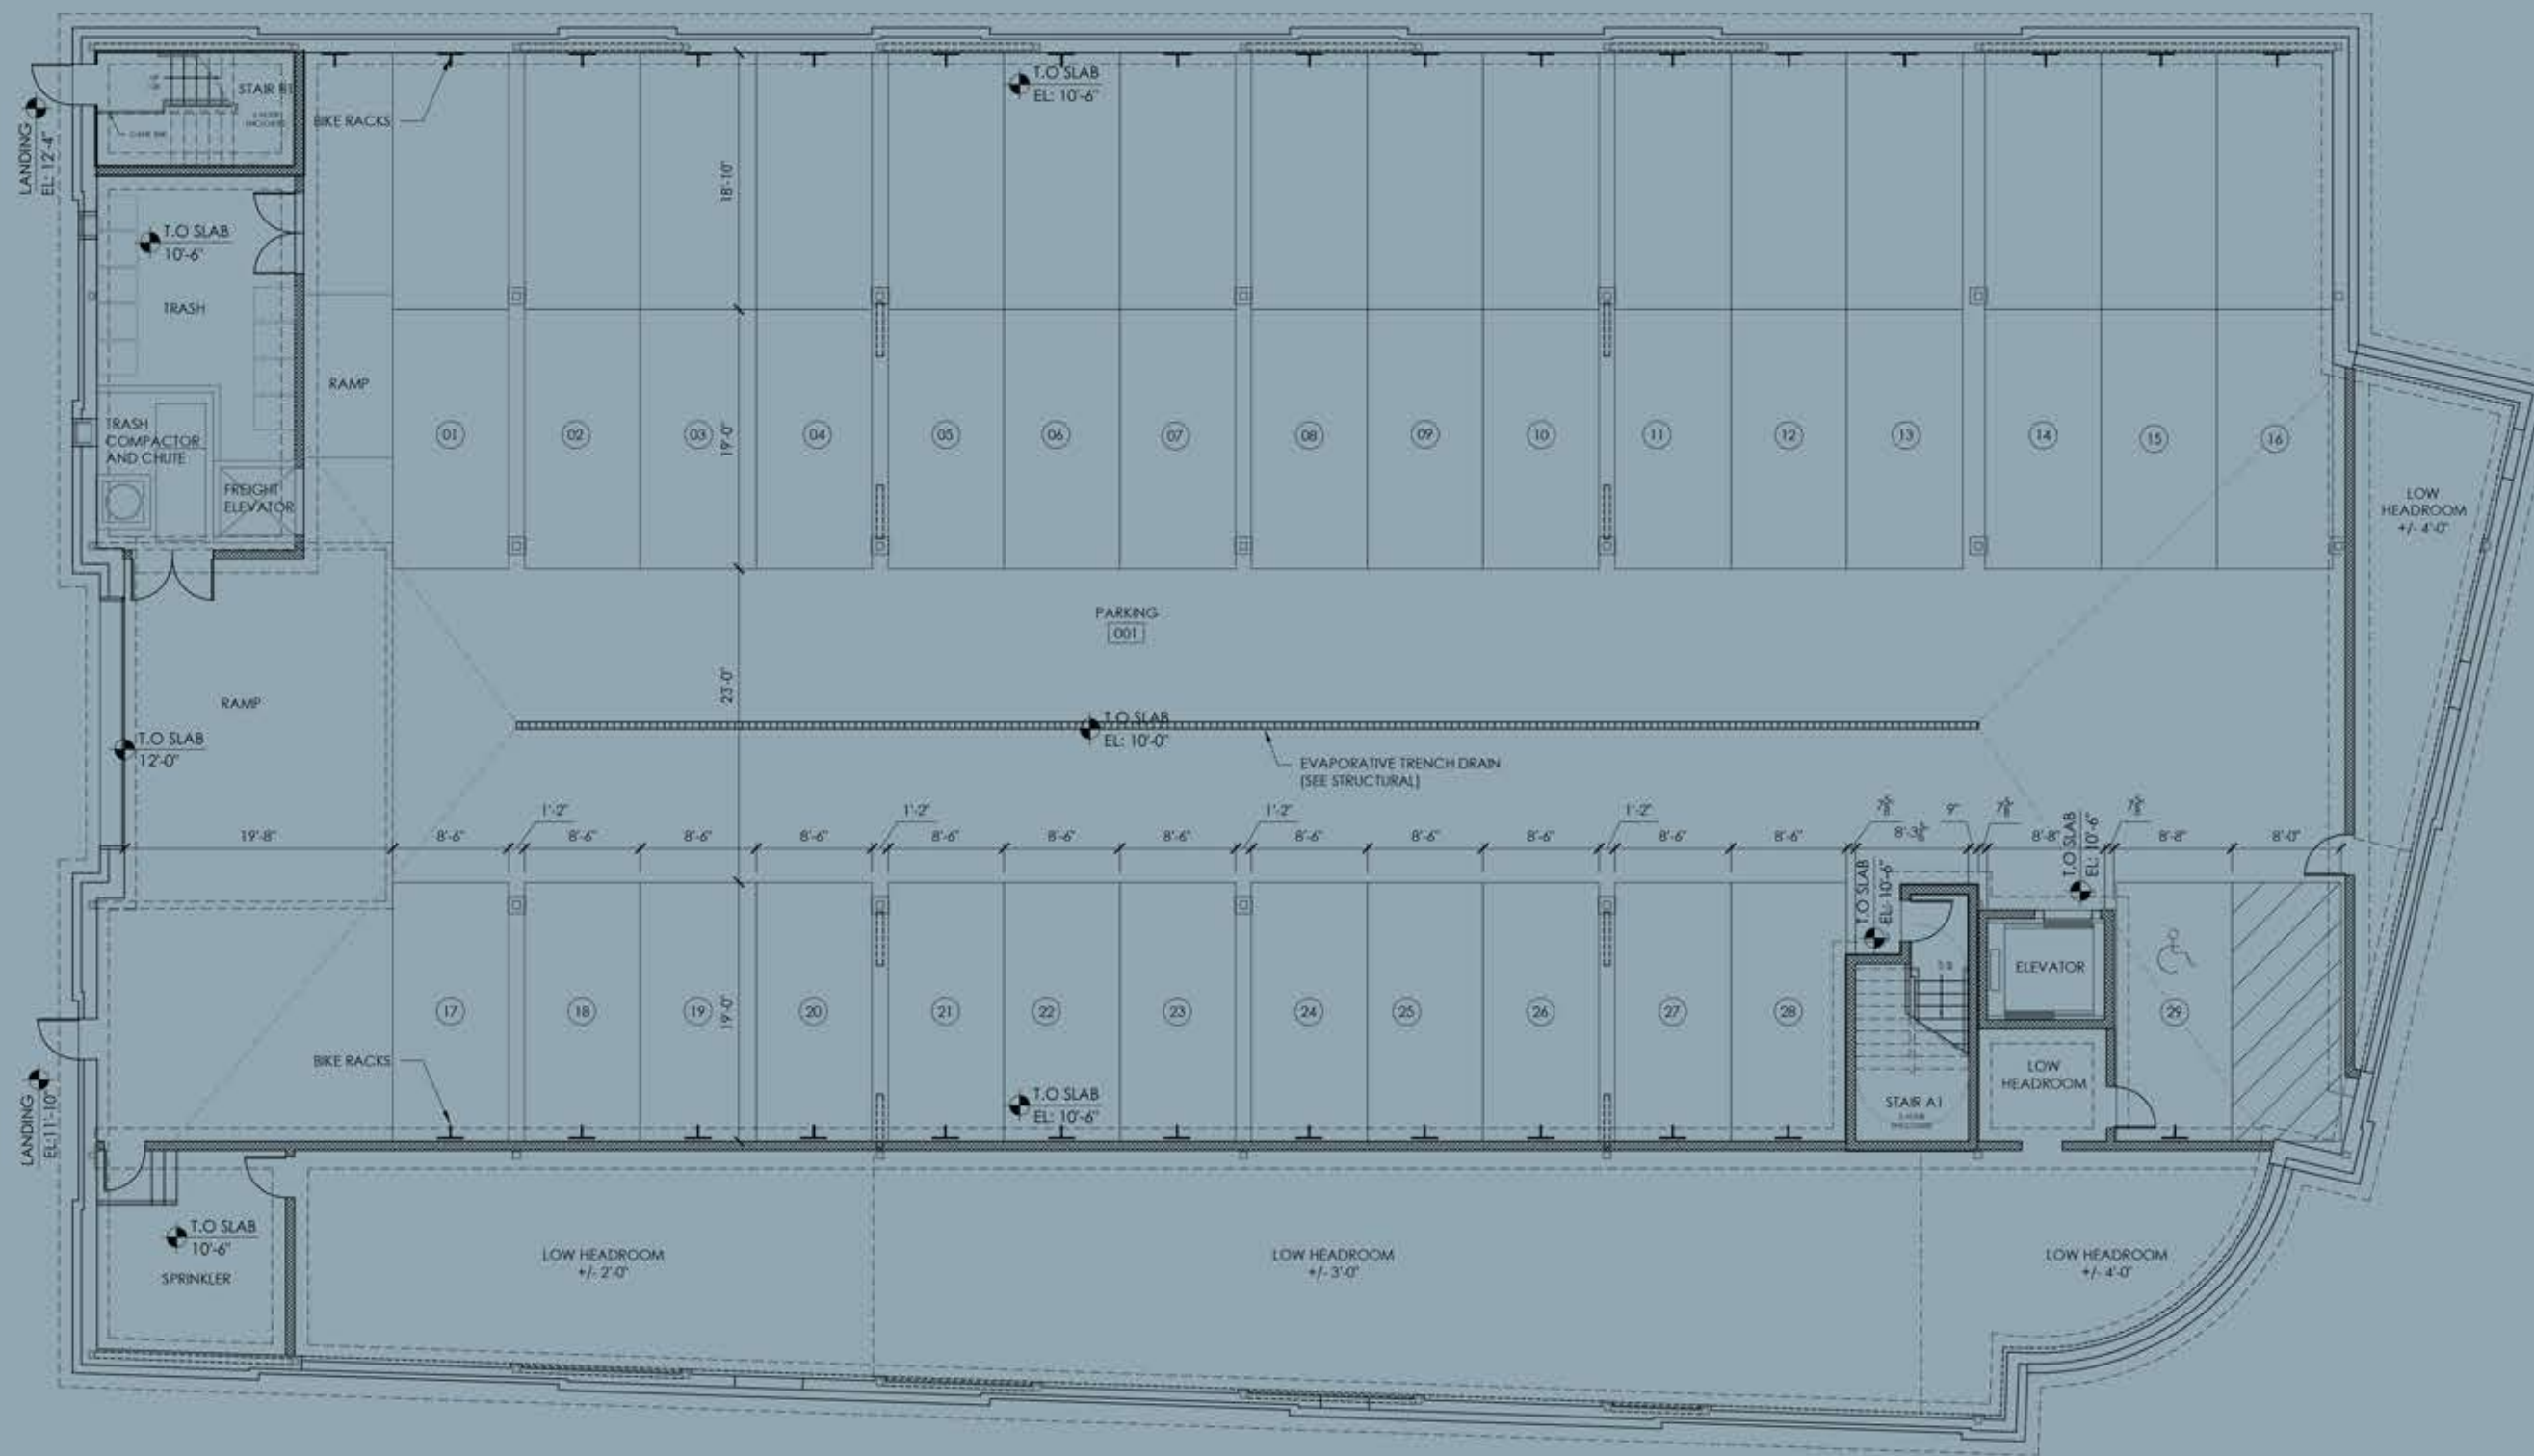 STAIR B1
LANDING
EL: 12'-4"
BIKE RACKS
T.O SLAB
EL: 10'-6"
18'-10"
T.O SLAB
10'-6"
TRASH
RAMP
TRASH
COMPACTOR
AND CHUTE
FREIGHT
ELEVATOR
01
02
03
19'-0"
04
05
06
07
08
09
10
11
12
13
14
15
16
LOW
HEADROOM
+/- 4'-0"
PARKING
001
RAMP
23'-0"
T.O SLAB
12'-0"
T.O SLAB
EL: 10'-0"
EVAPORATIVE TRENCH DRAIN
(SEE STRUCTURAL)
1'-2"
1'-2"
1'-2"
1'-2"
9"
19'-8"
8'-6"
8'-6"
8'-6"
8'-6"
8'-6"
8'-6"
8'-6"
8'-6"
8'-6"
8'-6"
8'-6"
8'-6"
8'-8"
8'-8"
8'-0"
T.O SLAB
EL: 10'-6"
T.O SLAB
EL: 10'-6"
ELEVATOR
17
18
19
19'-0"
20
21
22
23
24
25
26
27
28
29
BIKE RACKS
LANDING
EL:11'-10"
T.O SLAB
EL: 10'-6"
STAIR A1
LOW
HEADROOM
T.O SLAB
10'-6"
SPRINKLER
LOW HEADROOM
+/- 2'-0"
LOW HEADROOM
+/- 3'-0"
LOW HEADROOM
+/- 4'-0"